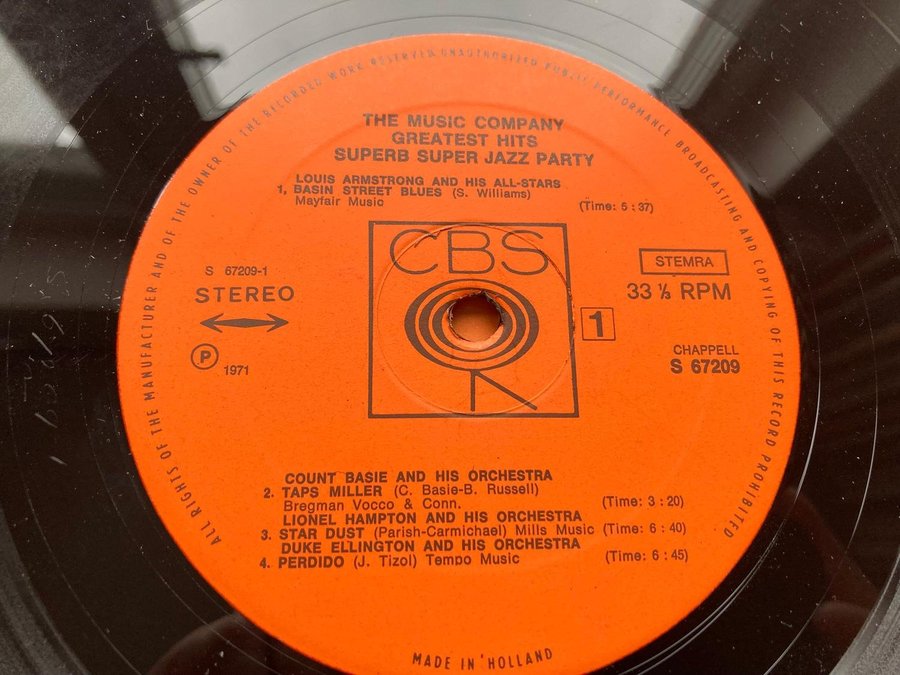 ALL RIGHTS OF THE MANUFACTURER AND OF THE OWNER OF THE RECORDED WORK RESERVED. UNAUTHORIZED PUBLIC PERFORMANCE BROADCASTING AND COPYING OF THIS RECORD PROHIBITED
THE MUSIC COMPANY
GREATEST HITS
SUPERB SUPER JAZZ PARTY
LOUIS ARMSTRONG AND HIS ALL-STARS
1. BASIN STREET BLUES (S. Williams)
Mayfair Music (Time: 5 : 37)
CBS
S 67209-1
STEREO
STEMRA
33 ⅓ RPM
1
P 1971
CHAPPELL
S 67209
COUNT BASIE AND HIS ORCHESTRA
2. TAPS MILLER (C. Basie-B. Russell)
Bregman Vocco & Conn. (Time: 3 : 20)
LIONEL HAMPTON AND HIS ORCHESTRA
3. STAR DUST (Parish-Carmichael) Mills Music (Time: 6 : 40)
DUKE ELLINGTON AND HIS ORCHESTRA
4. PERDIDO (J. Tizol) Tempo Music (Time: 6 : 45)
MADE IN HOLLAND